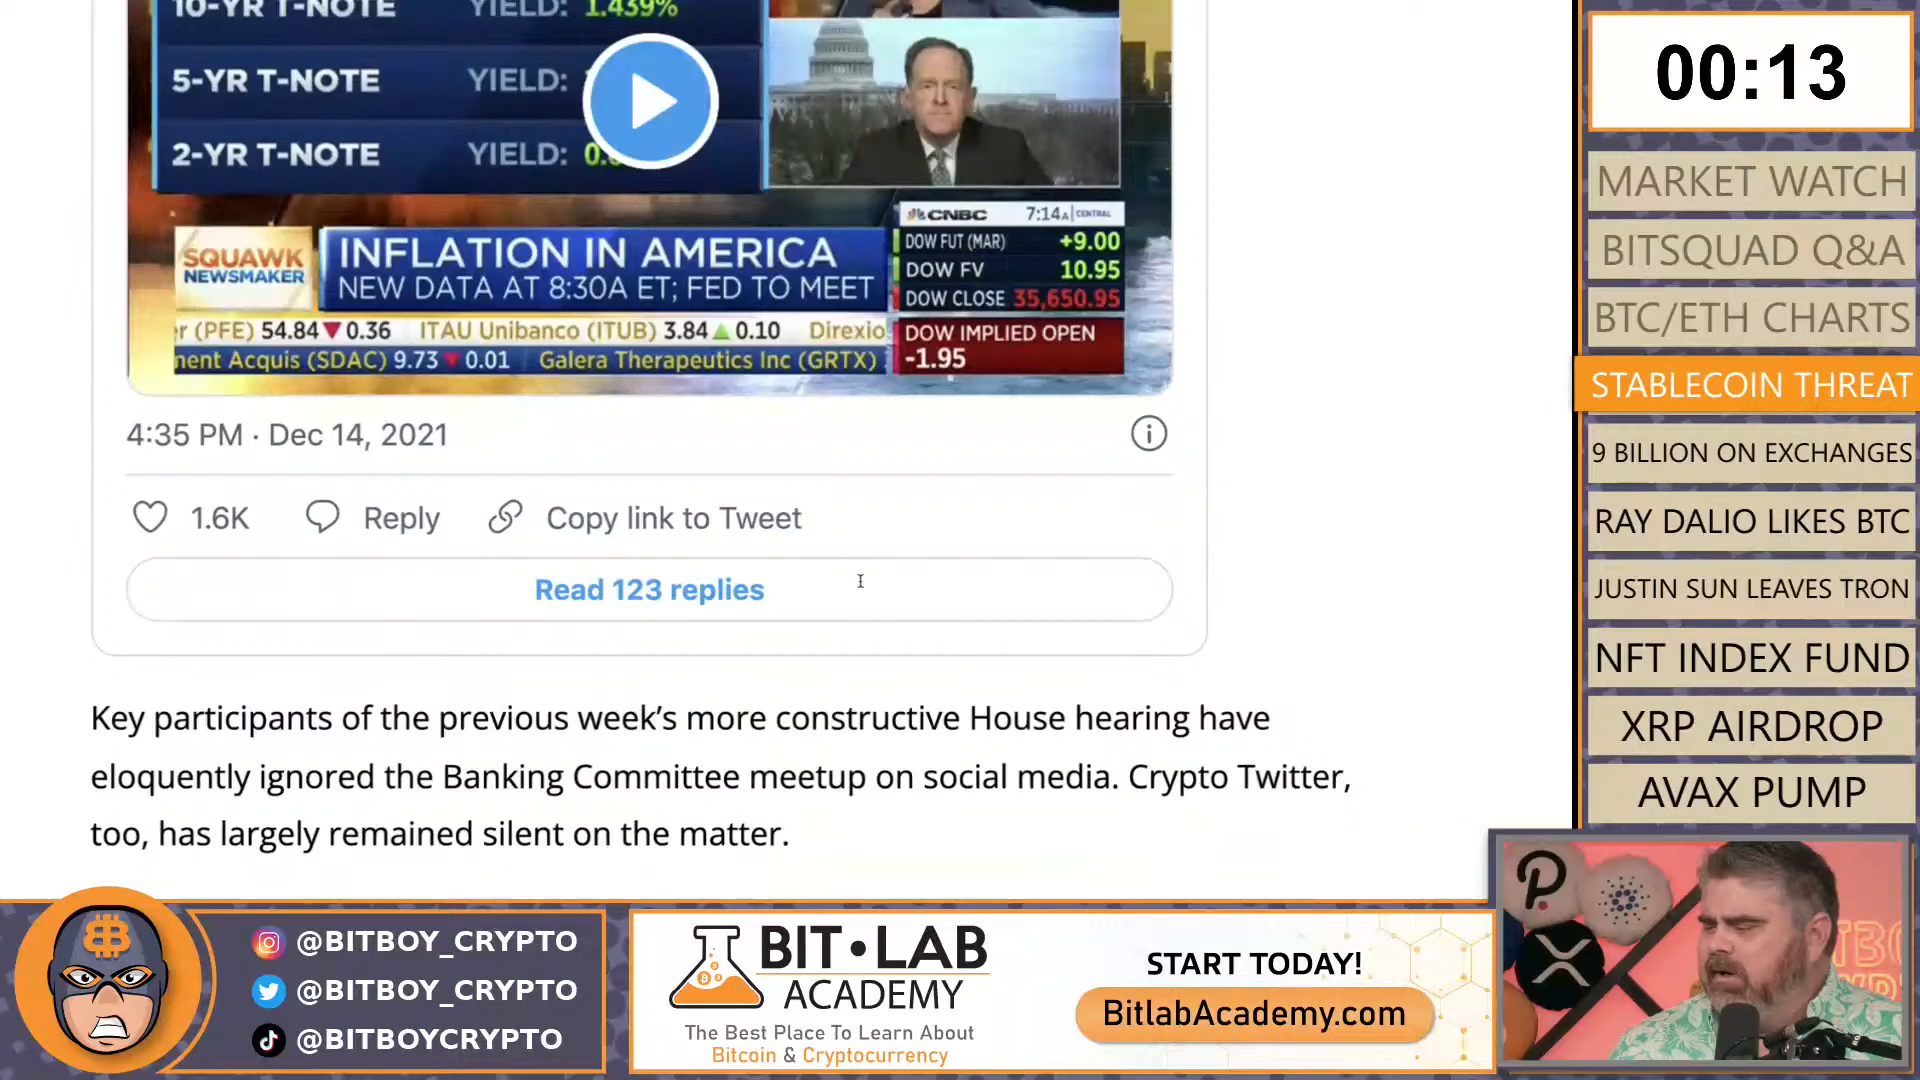 10-YR T-NOTE YIELD: 1.439%
5-YR T-NOTE YIELD:
2-YR T-NOTE YIELD:
SQUAWK
NEWSMAKER
INFLATION IN AMERICA
NEW DATA AT 8:30A ET; FED TO MEET
CNBC 7:14A CENTRAL
DOW FUT (MAR) +9.00
DOW FV 10.95
DOW CLOSE 35,650.95
DOW IMPLIED OPEN
-1.95
r (PFE) 54.84▼0.36 ITAU Unibanco (ITUB) 3.84▲0.10 Direxio
ment Acquis (SDAC) 9.73▼0.01 Galera Therapeutics Inc (GRTX)
4:35 PM · Dec 14, 2021
1.6K Reply Copy link to Tweet
Read 123 replies
Key participants of the previous week’s more constructive House hearing have
eloquently ignored the Banking Committee meetup on social media. Crypto Twitter,
too, has largely remained silent on the matter.
00:13
MARKET WATCH
BITSQUAD Q&A
BTC/ETH CHARTS
STABLECOIN THREAT
9 BILLION ON EXCHANGES
RAY DALIO LIKES BTC
JUSTIN SUN LEAVES TRON
NFT INDEX FUND
XRP AIRDROP
AVAX PUMP
@BITBOY_CRYPTO
@BITBOY_CRYPTO
@BITBOYCRYPTO
BIT•LAB
ACADEMY
The Best Place To Learn About
Bitcoin & Cryptocurrency
START TODAY!
BitlabAcademy.com